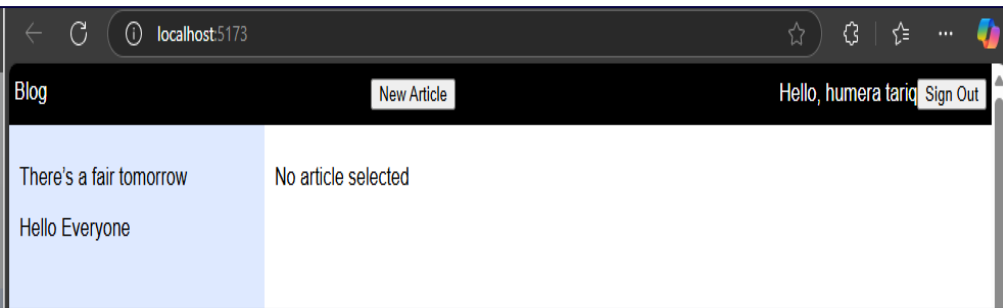 localhost:5173
Blog New Article Hello, humera tariq Sign Out
There's a fair tomorrow No article selected
Hello Everyone